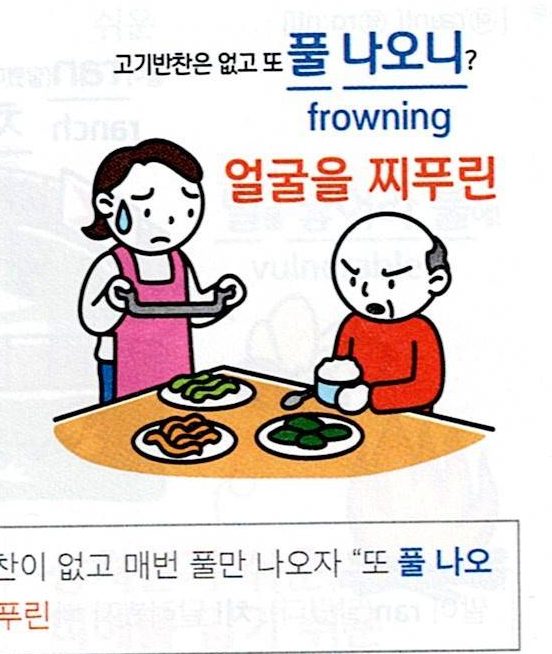 고기반찬은 없고 또 풀 나오니?
frowning
얼굴을 찌푸린
찬이 없고 매번 풀만 나오자 “또 풀 나오
푸린